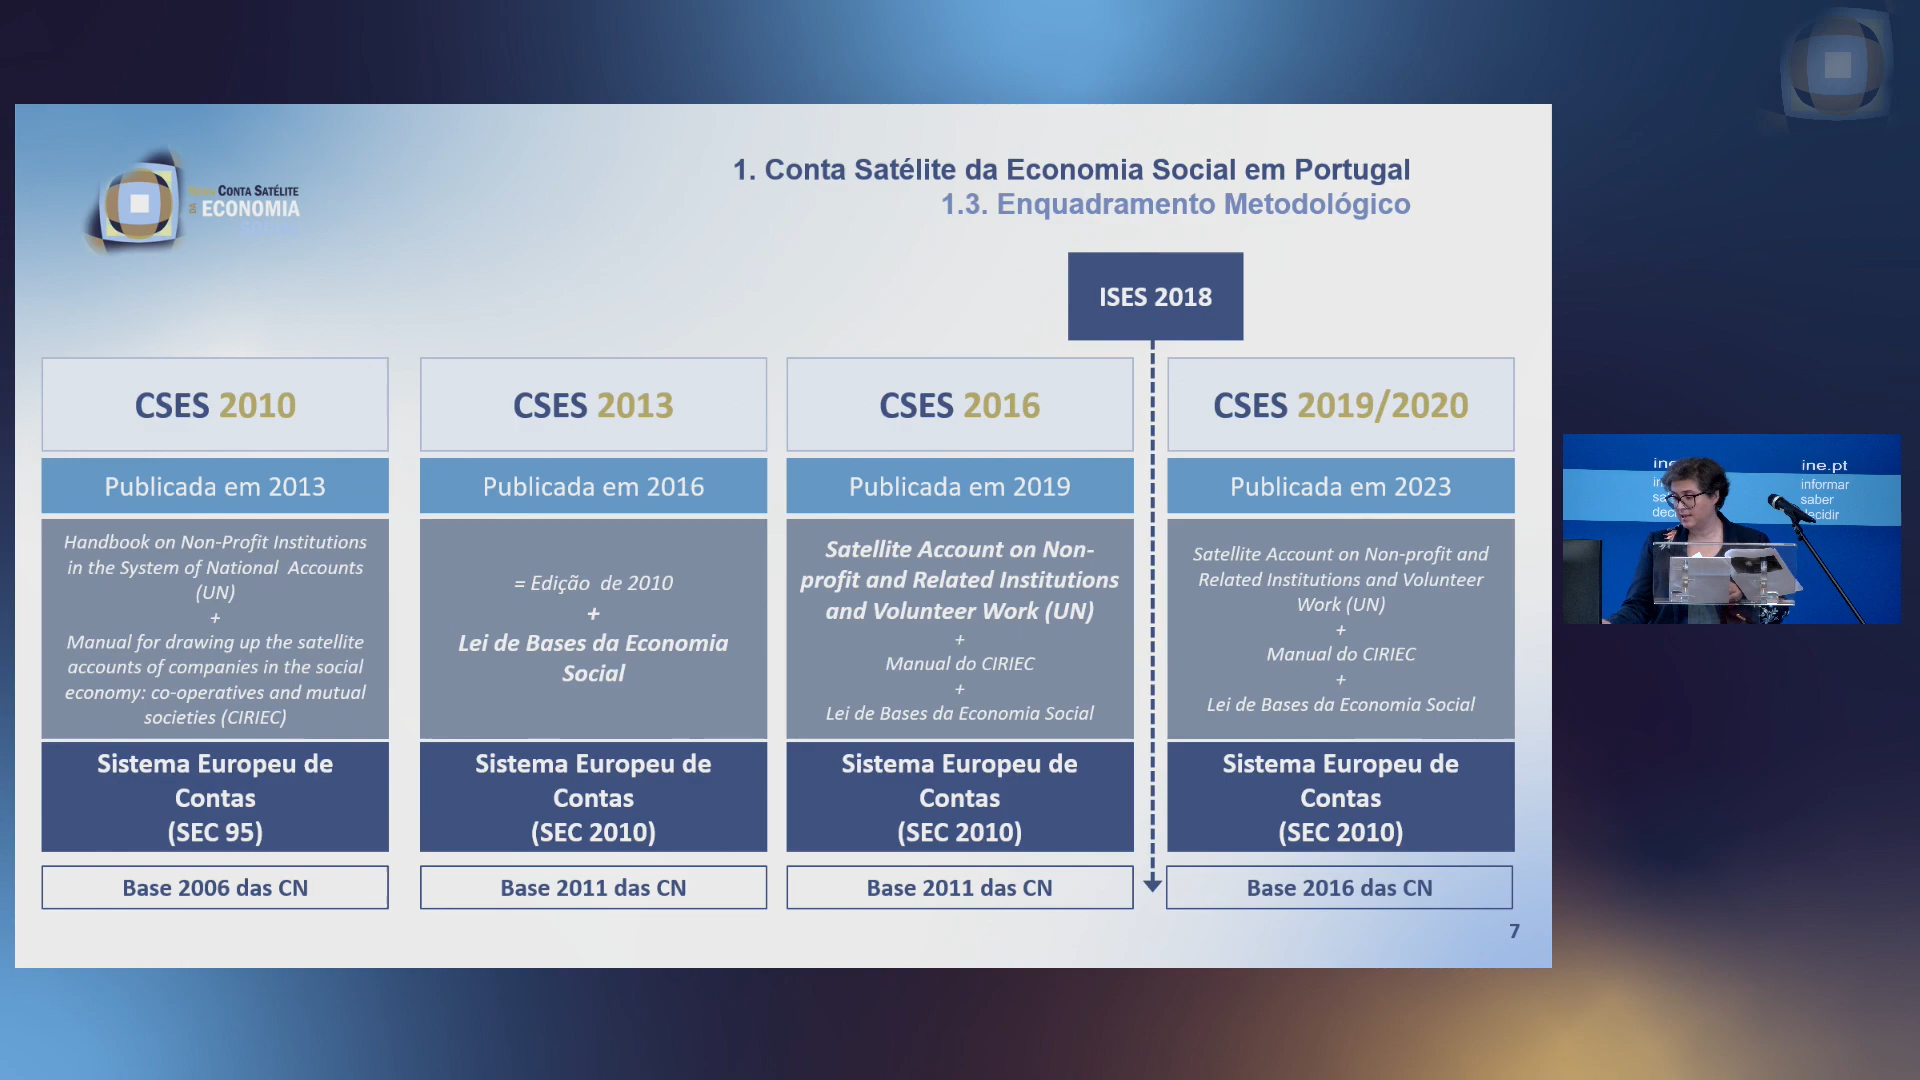 CONTA SATÉLITE
DA ECONOMIA
1. Conta Satélite da Economia Social em Portugal
1.3. Enquadramento Metodológico
ISES 2018
CSES 2010
Publicada em 2013
Handbook on Non-Profit Institutions
in the System of National Accounts
(UN)
+
Manual for drawing up the satellite
accounts of companies in the social
economy: co-operatives and mutual
societies (CIRIEC)
Sistema Europeu de
Contas
(SEC 95)
Base 2006 das CN
CSES 2013
Publicada em 2016
= Edição de 2010
+
Lei de Bases da Economia
Social
Sistema Europeu de
Contas
(SEC 2010)
Base 2011 das CN
CSES 2016
Publicada em 2019
Satellite Account on Non-
profit and Related Institutions
and Volunteer Work (UN)
+
Manual do CIRIEC
+
Lei de Bases da Economia Social
Sistema Europeu de
Contas
(SEC 2010)
Base 2011 das CN
CSES 2019/2020
Publicada em 2023
Satellite Account on Non-profit and
Related Institutions and Volunteer
Work (UN)
+
Manual do CIRIEC
+
Lei de Bases da Economia Social
Sistema Europeu de
Contas
(SEC 2010)
Base 2016 das CN
7
ine.pt
informar
saber
decidir